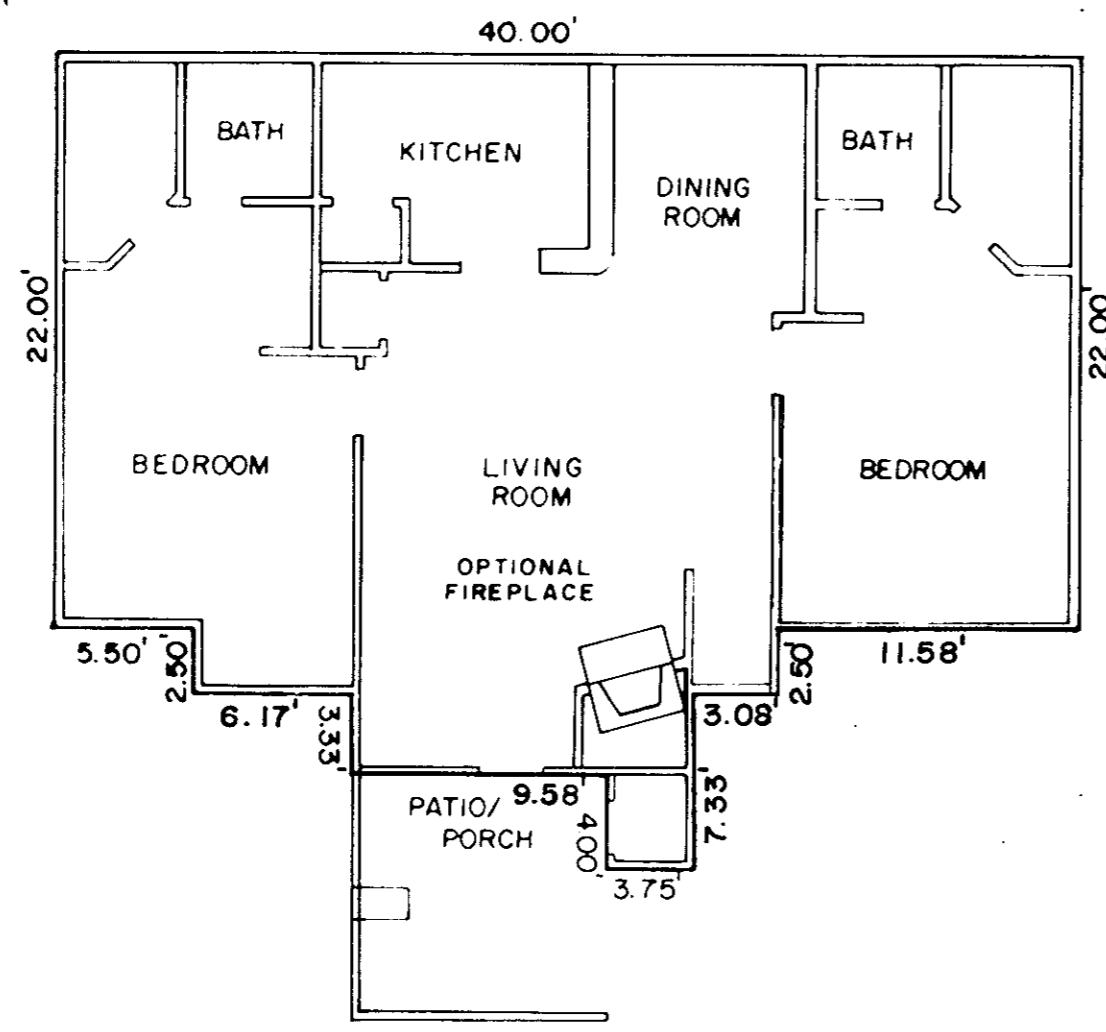 40.00'
BATH
KITCHEN
DINING
ROOM
BATH
22.00'
22.00'
BEDROOM
LIVING
ROOM
BEDROOM
OPTIONAL
FIREPLACE
5.50'
2.50'
6.17'
3.33'
3.08'
2.50'
11.58'
9.58'
PATIO/
PORCH
4.00'
7.33'
3.75'